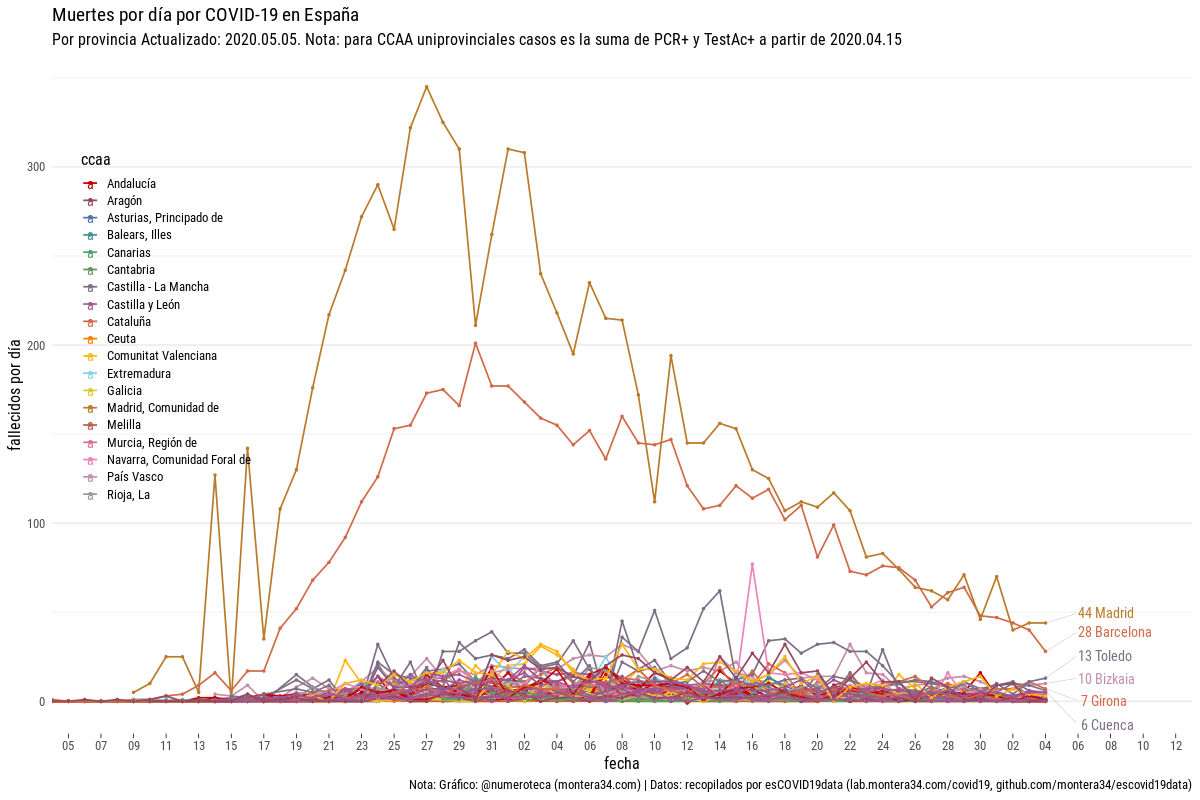 Muertes por día por COVID-19 en España
Por provincia Actualizado: 2020.05.05. Nota: para CCAA uniprovinciales casos es la suma de PCR+ y TestAc+ a partir de 2020.04.15
fallecidos por día
300
200
100
0
ccaa
Andalucía
Aragón
Asturias, Principado de
Balears, Illes
Canarias
Cantabria
Castilla - La Mancha
Castilla y León
Cataluña
Ceuta
Comunitat Valenciana
Extremadura
Galicia
Madrid, Comunidad de
Melilla
Murcia, Región de
Navarra, Comunidad Foral de
País Vasco
Rioja, La
44 Madrid
28 Barcelona
13 Toledo
10 Bizkaia
7 Girona
6 Cuenca
05 07 09 11 13 15 17 19 21 23 25 27 29 31 02 04 06 08 10 12 14 16 18 20 22 24 26 28 30 02 04 06 08 10 12
fecha
Nota: Gráfico: @numeroteca (montera34.com) | Datos: recopilados por esCOVID19data (lab.montera34.com/covid19, github.com/montera34/escovid19data)